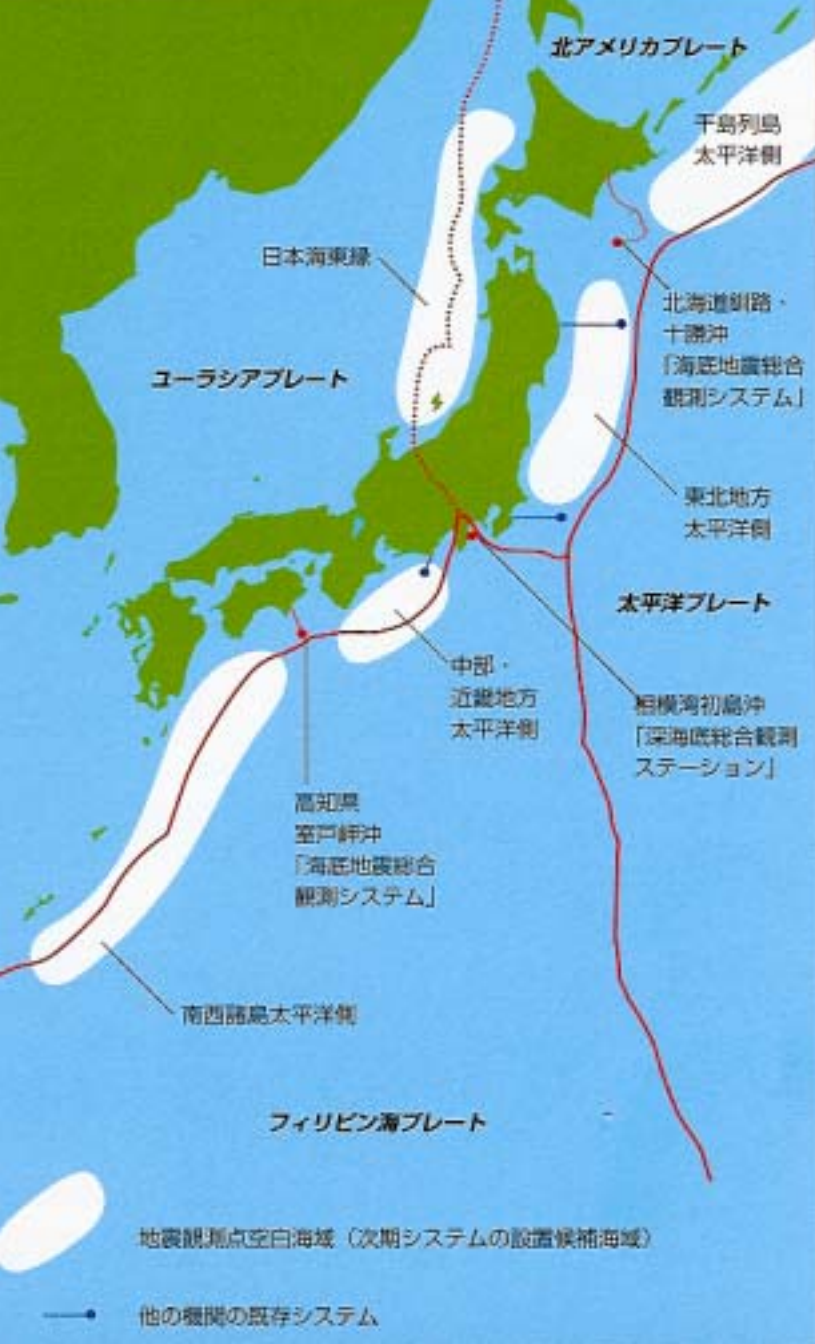 北アメリカプレート
千島列島
太平洋側
日本海東縁
北海道釧路・
十勝沖
「海底地震総合
観測システム」
ユーラシアプレート
東北地方
太平洋側
太平洋プレート
中部・
近畿地方
太平洋側
相模湾初島沖
「深海底総合観測
ステーション」
高知県
室戸岬沖
「海底地震総合
観測システム」
南西諸島太平洋側
フィリピン海プレート
地震観測点空白海域（次期システムの設置候補海域）
他の機関の既存システム